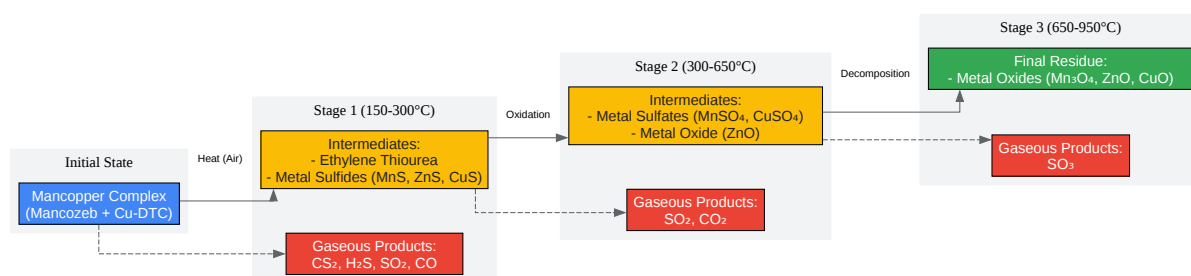 Initial State
Mancopper Complex
(Mancozeb + Cu-DTC)
Heat (Air)
Stage 1 (150-300°C)
Intermediates:
- Ethylene Thiourea
- Metal Sulfides (MnS, ZnS, CuS)
Gaseous Products:
CS₂, H₂S, SO₂, CO
Oxidation
Stage 2 (300-650°C)
Intermediates:
- Metal Sulfates (MnSO₄, CuSO₄)
- Metal Oxide (ZnO)
Gaseous Products:
SO₂, CO₂
Decomposition
Stage 3 (650-950°C)
Final Residue:
- Metal Oxides (Mn₃O₄, ZnO, CuO)
Gaseous Products:
SO₃